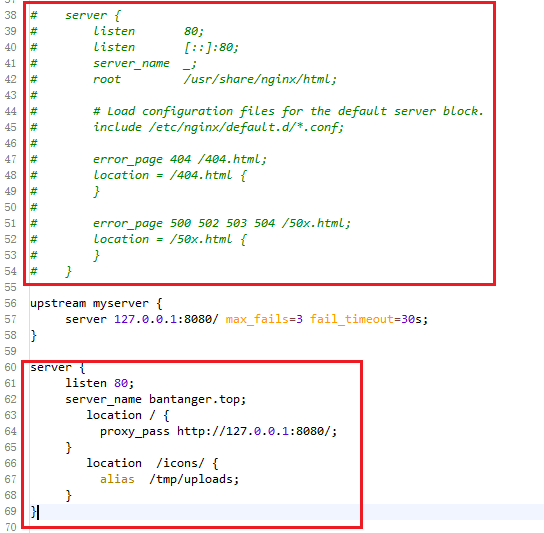 37
38 #    server {
39 #        listen       80;
40 #        listen       [::]:80;
41 #        server_name  _;
42 #        root         /usr/share/nginx/html;
43 #
44 #        # Load configuration files for the default server block.
45 #        include /etc/nginx/default.d/*.conf;
46 #
47 #        error_page 404 /404.html;
48 #        location = /404.html {
49 #        }
50 #
51 #        error_page 500 502 503 504 /50x.html;
52 #        location = /50x.html {
53 #        }
54 #    }
55
56 upstream myserver {
57      server 127.0.0.1:8080/ max_fails=3 fail_timeout=30s;
58 }
59
60 server {
61      listen 80;
62      server_name bantanger.top;
63         location / {
64           proxy_pass http://127.0.0.1:8080/;
65      }
66         location  /icons/ {
67           alias  /tmp/uploads;
68      }
69 }
70